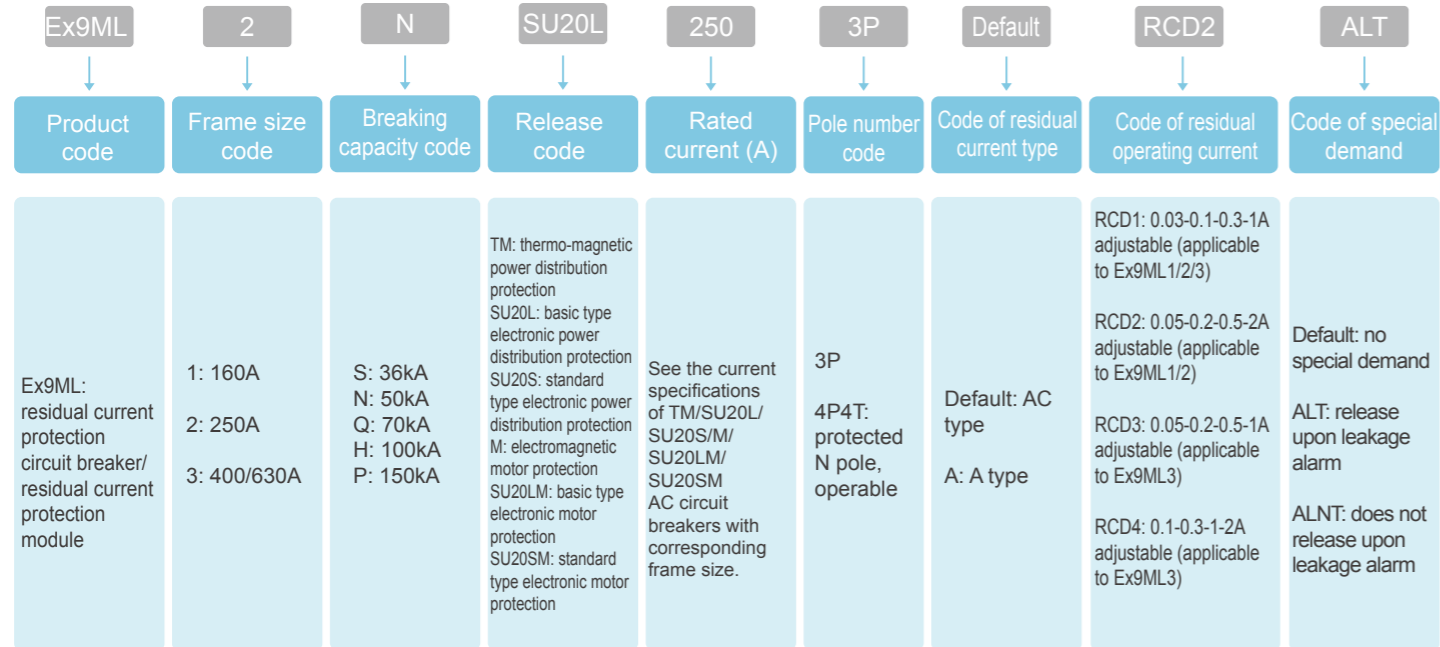 Ex9ML
2
N
SU20L
250
3P
Default
RCD2
ALT
Product
code
Frame size
code
Breaking
capacity code
Release
code
Rated
current (A)
Pole number
code
Code of residual
current type
Code of residual
operating current
Code of special
demand
Ex9ML:
residual current
protection
circuit breaker/
residual current
protection
module
1: 160A
2: 250A
3: 400/630A
S: 36kA
N: 50kA
Q: 70kA
H: 100kA
P: 150kA
TM: thermo-magnetic
power distribution
protection
SU20L: basic type
electronic power
distribution protection
SU20S: standard
type electronic power
distribution protection
M: electromagnetic
motor protection
SU20LM: basic type
electronic motor
protection
SU20SM: standard
type electronic motor
protection
See the current
specifications
of TM/SU20L/
SU20S/M/
SU20LM/
SU20SM
AC circuit
breakers with
corresponding
frame size.
3P
4P4T:
protected
N pole,
operable
Default: AC
type
A: A type
RCD1: 0.03-0.1-0.3-1A
adjustable (applicable
to Ex9ML1/2/3)
RCD2: 0.05-0.2-0.5-2A
adjustable (applicable
to Ex9ML1/2)
RCD3: 0.05-0.2-0.5-1A
adjustable (applicable
to Ex9ML3)
RCD4: 0.1-0.3-1-2A
adjustable (applicable
to Ex9ML3)
Default: no
special demand
ALT: release
upon leakage
alarm
ALNT: does not
release upon
leakage alarm